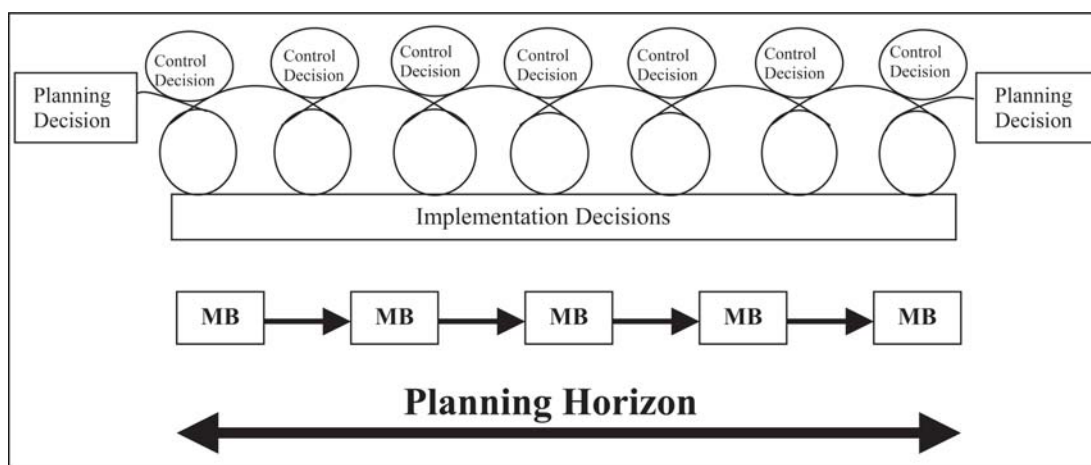 Control
Decision
Control
Decision
Control
Decision
Control
Decision
Control
Decision
Control
Decision
Control
Decision
Planning
Decision
Planning
Decision
Implementation Decisions
MB
MB
MB
MB
MB
Planning Horizon